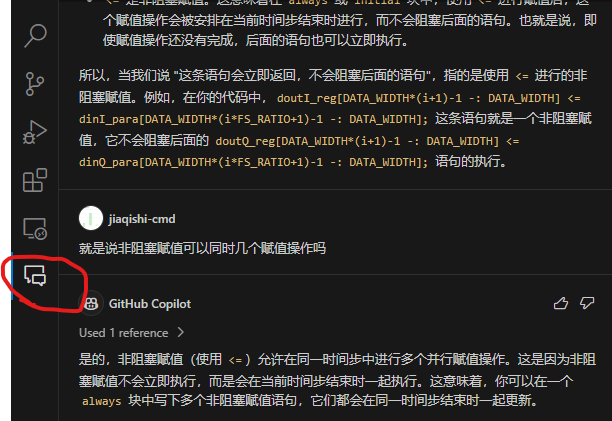 <= 是非阻塞赋值。这意味着在 always 或 initial 块中，使用 <= 进行赋值后，这
个赋值操作会被安排在当前时间步结束时进行，而不会阻塞后面的语句。也就是说，即
使赋值操作还没有完成，后面的语句也可以立即执行。
所以，当我们说 "这条语句会立即返回，不会阻塞后面的语句"，指的是使用 <= 进行的非
阻塞赋值。例如，在你的代码中， doutI_reg[DATA_WIDTH*(i+1)-1 -: DATA_WIDTH] <=
dinI_para[DATA_WIDTH*(i*FS_RATIO+1)-1 -: DATA_WIDTH]; 这条语句就是一个非阻塞赋
值，它不会阻塞后面的 doutQ_reg[DATA_WIDTH*(i+1)-1 -: DATA_WIDTH] <=
dinQ_para[DATA_WIDTH*(i*FS_RATIO+1)-1 -: DATA_WIDTH]; 语句的执行。
jiaqishi-cmd
就是说非阻塞赋值可以同时几个赋值操作吗
GitHub Copilot
Used 1 reference
是的，非阻塞赋值（使用 <= ）允许在同一时间步中进行多个并行赋值操作。这是因为非阻
塞赋值不会立即执行，而是会在当前时间步结束时一起执行。这意味着，你可以在一个
always 块中写下多个非阻塞赋值语句，它们都会在同一时间步结束时一起更新。